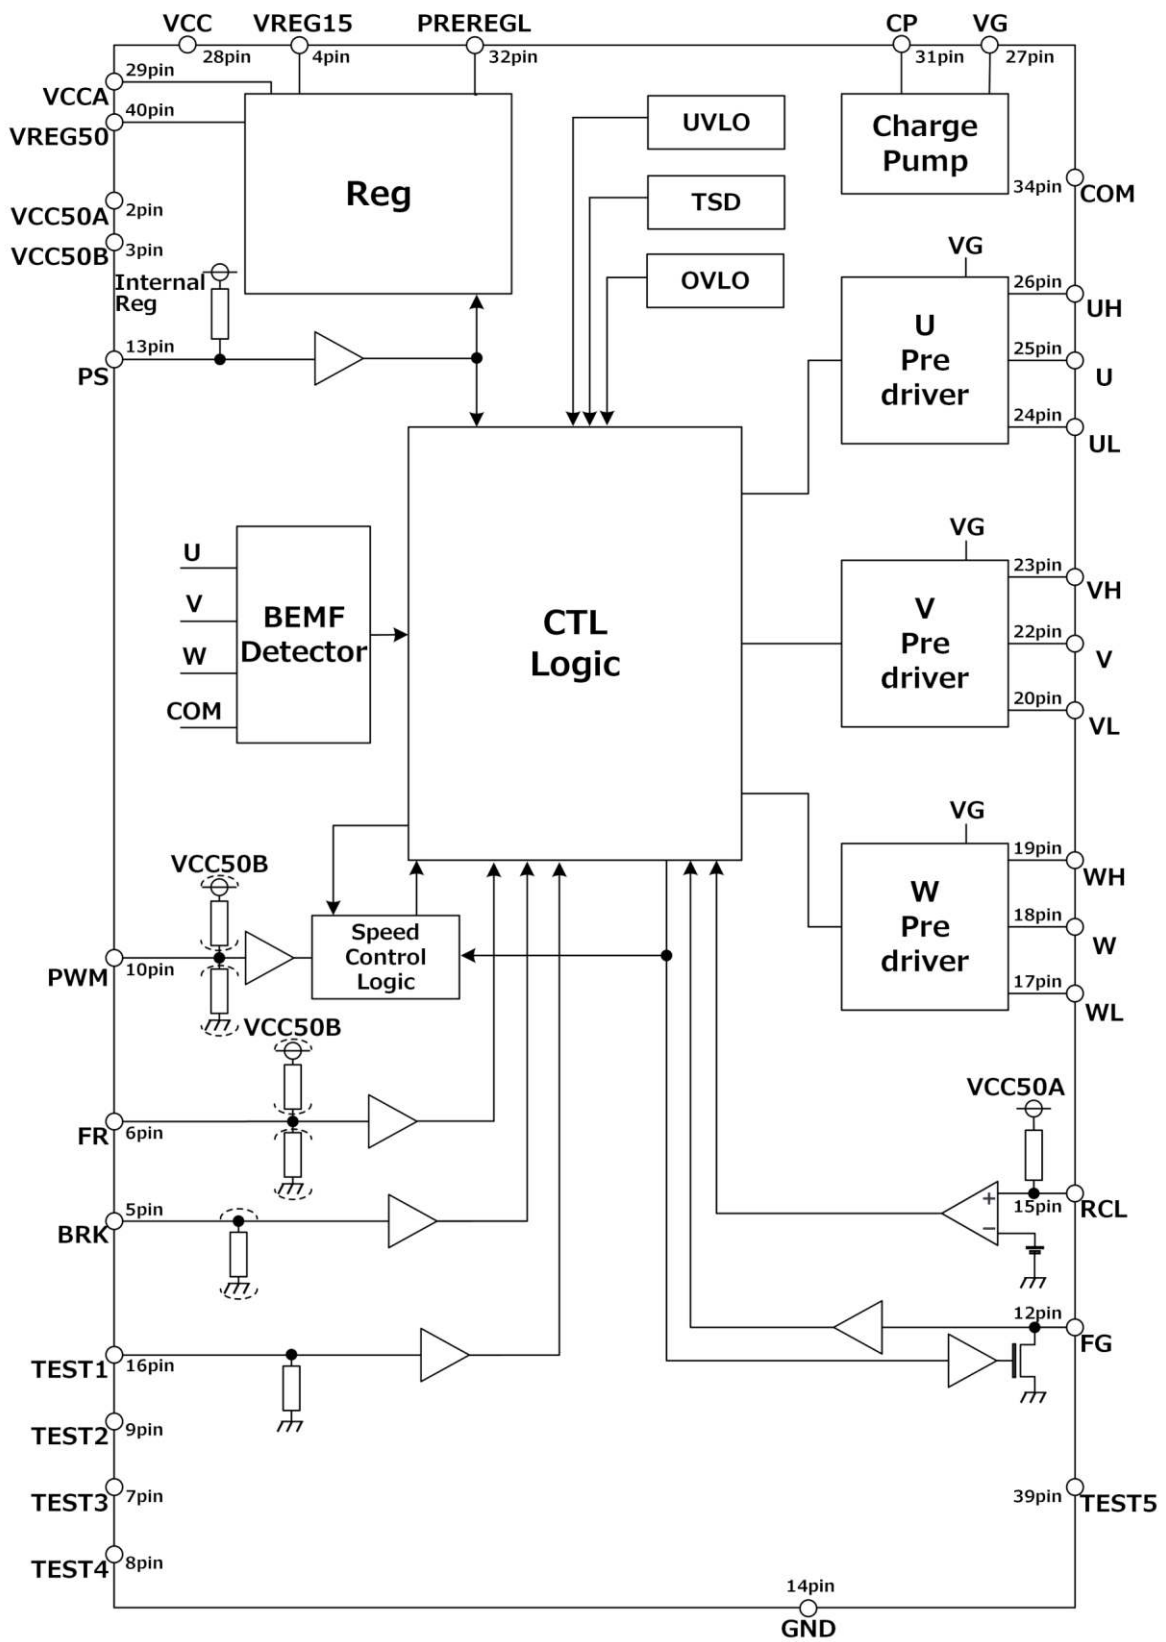 VCC
VREG15
PREREGL
CP
VG
28pin
4pin
32pin
31pin
27pin
29pin
VCCA
40pin
VREG50
Reg
UVLO
TSD
OVLO
Charge
Pump
34pin
COM
2pin
VCC50A
3pin
VCC50B
Internal
Reg
13pin
PS
VG
U
Pre
driver
26pin
UH
25pin
U
24pin
UL
U
V
W
COM
BEMF
Detector
CTL
Logic
VG
V
Pre
driver
23pin
VH
22pin
V
20pin
VL
VG
W
Pre
driver
19pin
WH
18pin
W
17pin
WL
VCC50B
PWM
10pin
Speed
Control
Logic
VCC50B
FR
6pin
5pin
BRK
VCC50A
+
−
15pin
RCL
12pin
FG
TEST1
16pin
TEST2
9pin
TEST3
7pin
TEST4
8pin
39pin
TEST5
14pin
GND